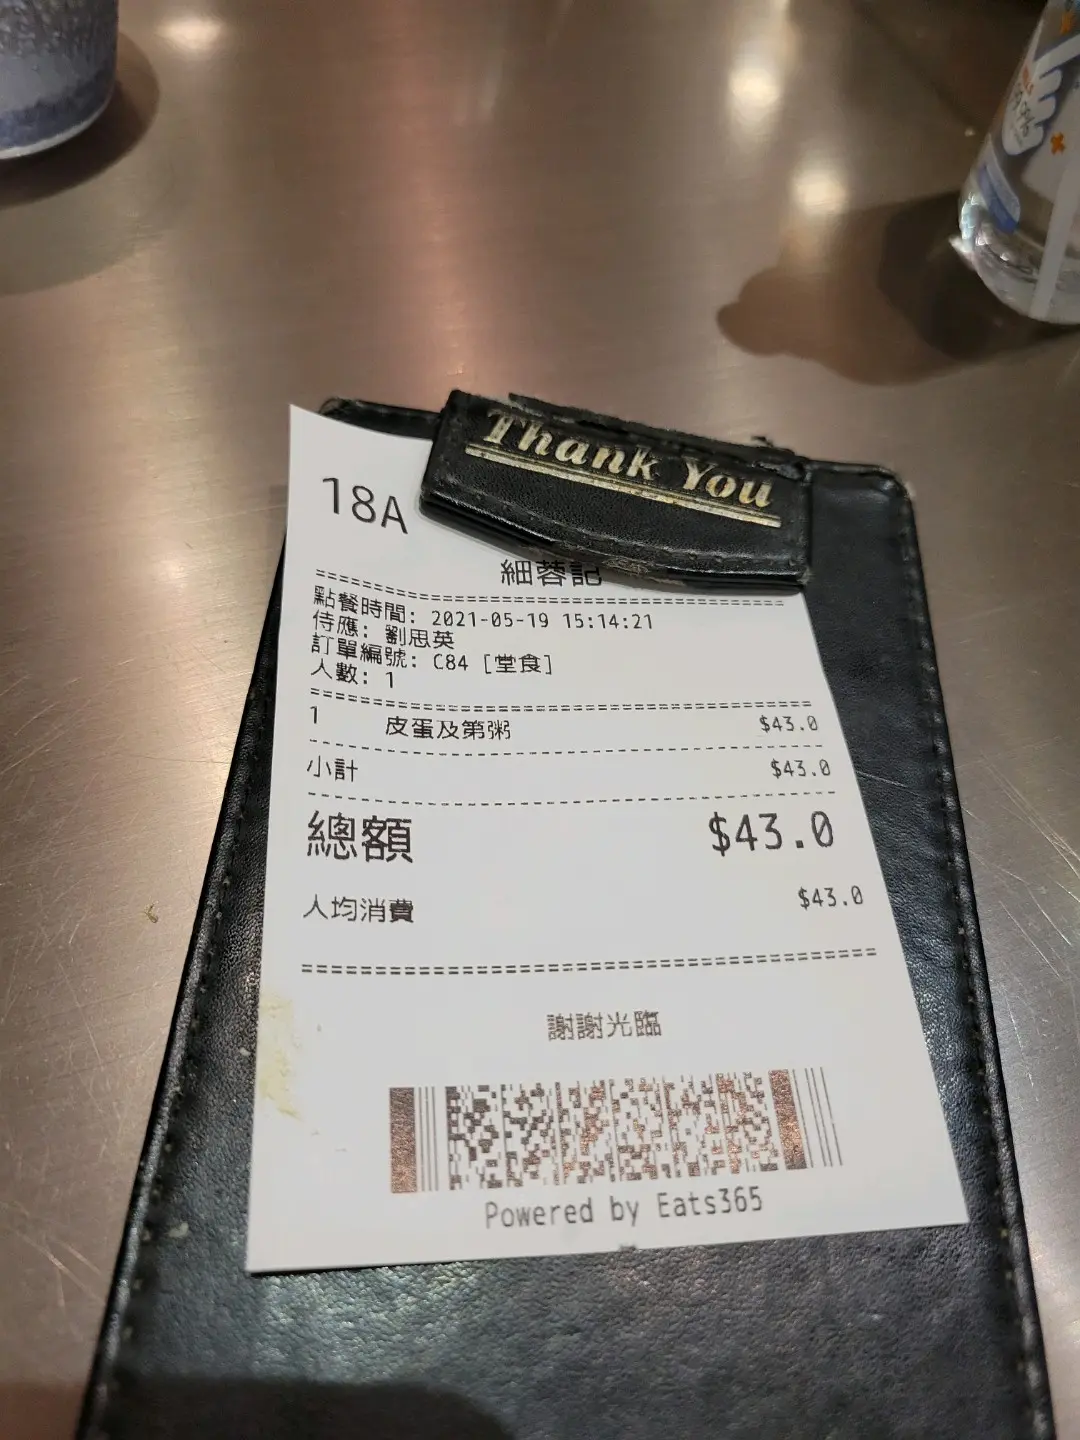 Thank You
18A
細蓉記
點餐時間: 2021-05-19 15:14:21
侍應: 劉思英
訂單編號: C84 [堂食]
人數: 1
1 皮蛋及第粥 $43.0
小計 $43.0
總額 $43.0
人均消費 $43.0
謝謝光臨
Powered by Eats365